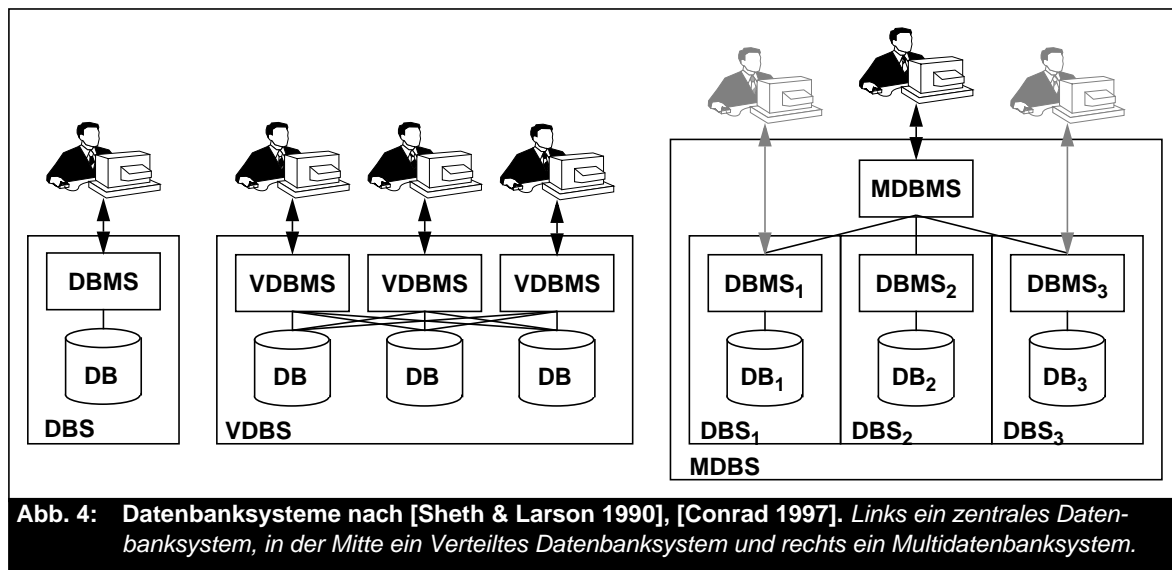 MDBMS
DBMS VDBMS VDBMS VDBMS DBMS₁ DBMS₂ DBMS₃
DB DB DB DB DB₁ DB₂ DB₃
DBS VDBS DBS₁ DBS₂ DBS₃
MDBS
Abb. 4: Datenbanksysteme nach [Sheth & Larson 1990], [Conrad 1997]. Links ein zentrales Daten-
banksystem, in der Mitte ein Verteiltes Datenbanksystem und rechts ein Multidatenbanksystem.